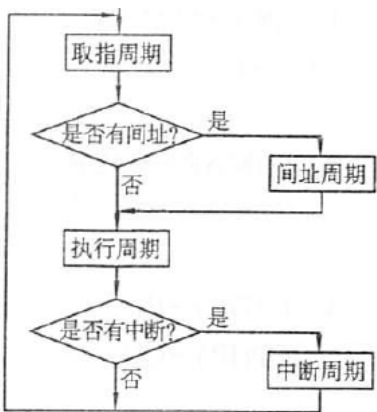 取指周期
是否有间址?
是
否
间址周期
执行周期
是否有中断?
是
否
中断周期